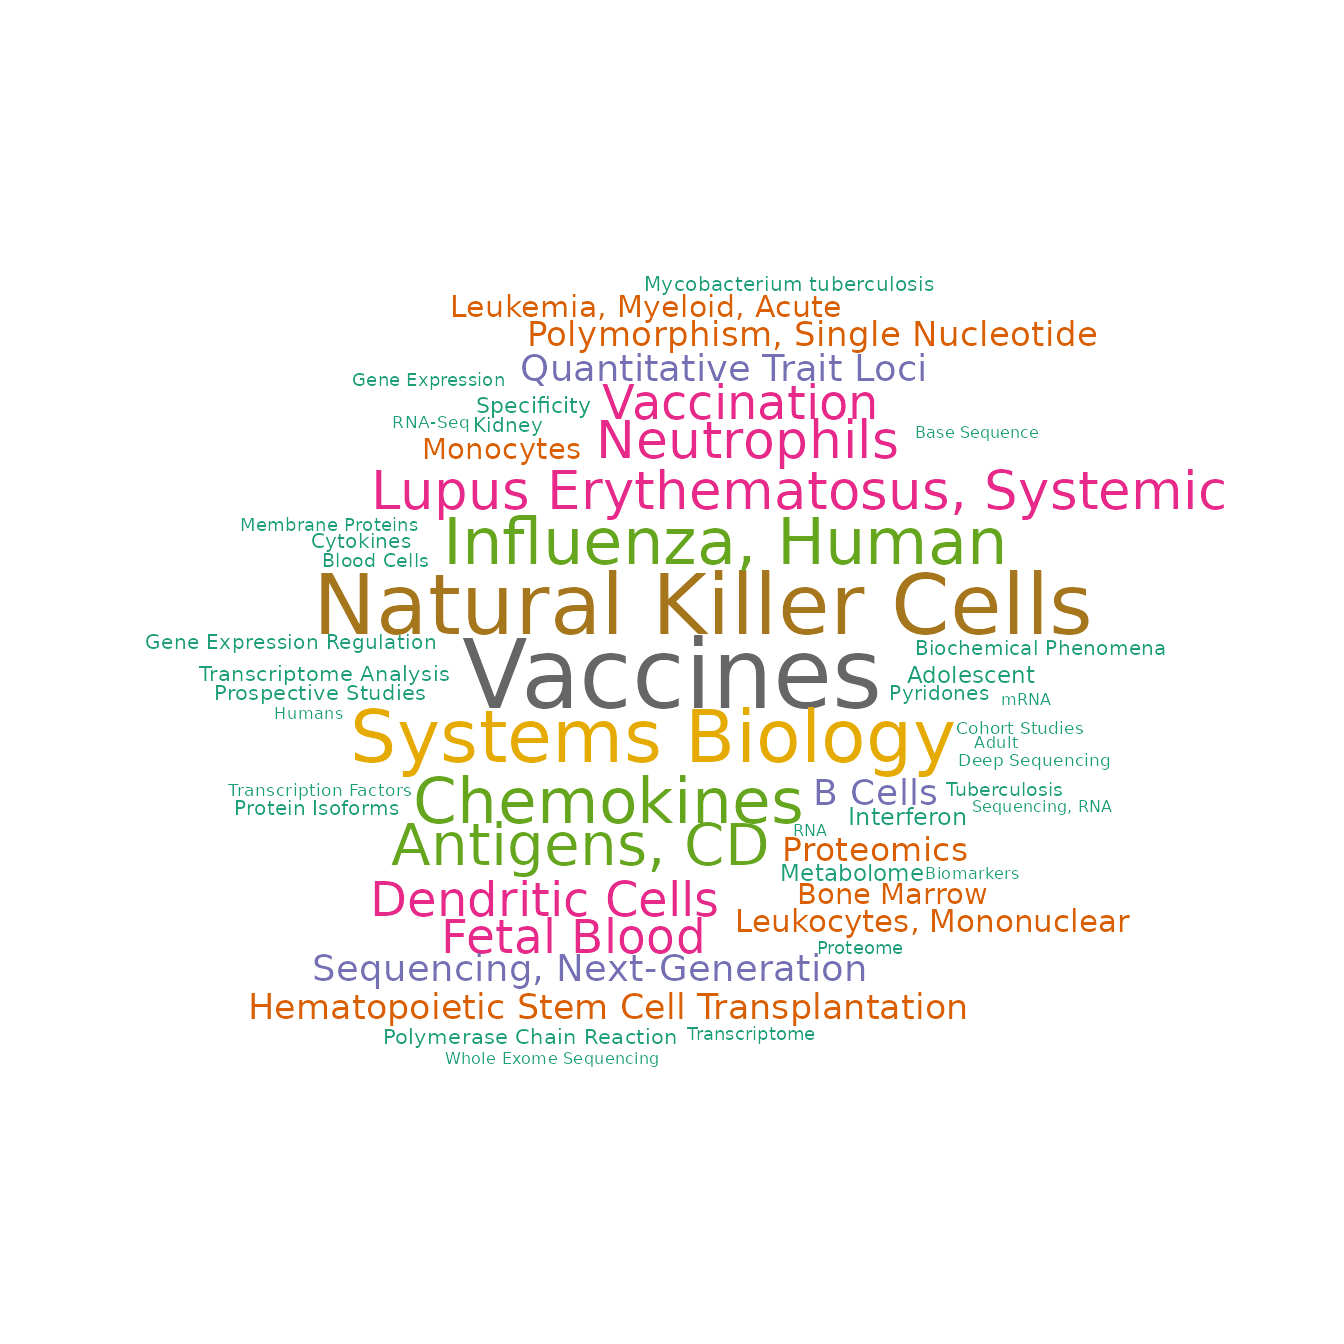 Mycobacterium tuberculosis
Leukemia, Myeloid, Acute
Polymorphism, Single Nucleotide
Quantitative Trait Loci
Gene Expression
Vaccination
Specificity
RNA-Seq
Kidney
Neutrophils
Base Sequence
Monocytes
Lupus Erythematosus, Systemic
Membrane Proteins
Influenza, Human
Cytokines
Blood Cells
Natural Killer Cells
Gene Expression Regulation
Biochemical Phenomena
Vaccines
Transcriptome Analysis
Adolescent
Prospective Studies
Pyridones
mRNA
Humans
Systems Biology
Cohort Studies
Adult
Deep Sequencing
Transcription Factors
B Cells
Tuberculosis
Chemokines
Protein Isoforms
Sequencing, RNA
Interferon
RNA
Antigens, CD
Proteomics
Metabolome
Biomarkers
Bone Marrow
Dendritic Cells
Leukocytes, Mononuclear
Fetal Blood
Proteome
Sequencing, Next-Generation
Hematopoietic Stem Cell Transplantation
Polymerase Chain Reaction
Transcriptome
Whole Exome Sequencing